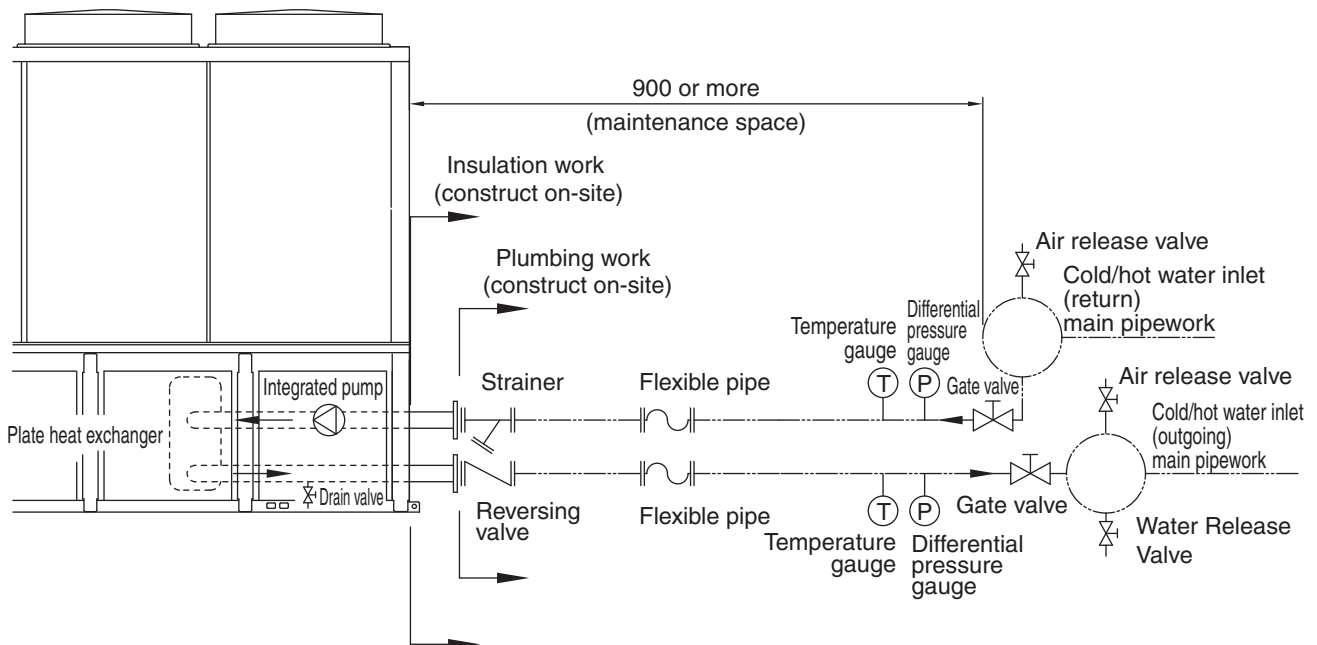 900 or more
(maintenance space)
Insulation work
(construct on-site)
Plumbing work
(construct on-site)
Air release valve
Cold/hot water inlet
(return)
main pipework
Temperature
gauge
Differential
pressure
gauge
Gate valve
Integrated pump
Strainer
Flexible pipe
T
P
Air release valve
Cold/hot water inlet
(outgoing)
main pipework
Plate heat exchanger
Drain valve
Reversing
valve
Flexible pipe
T
P
Gate valve
Temperature
gauge
Differential
pressure
gauge
Water Release
Valve